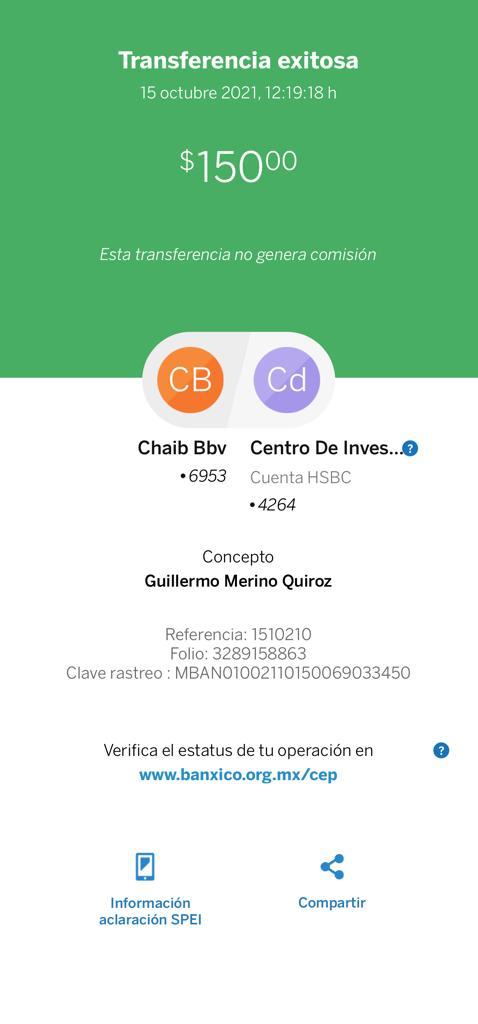 Transferencia exitosa
15 octubre 2021, 12:19:18 h
$15000
Esta transferencia no genera comisión
CB
Cd
Chaib Bbv
•6953
Centro De Inves...
?
Cuenta HSBC
•4264
Concepto
Guillermo Merino Quiroz
Referencia: 1510210
Folio: 3289158863
Clave rastreo : MBAN01002110150069033450
Verifica el estatus de tu operación en
?
www.banxico.org.mx/cep
Información
aclaración SPEI
Compartir